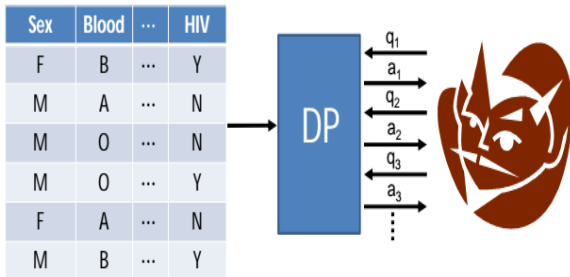 Sex Blood ... HIV
F B ... Y
M A ... N
M O ... N
M O ... Y
F A ... N
M B ... Y
DP
q1
a1
q2
a2
q3
a3